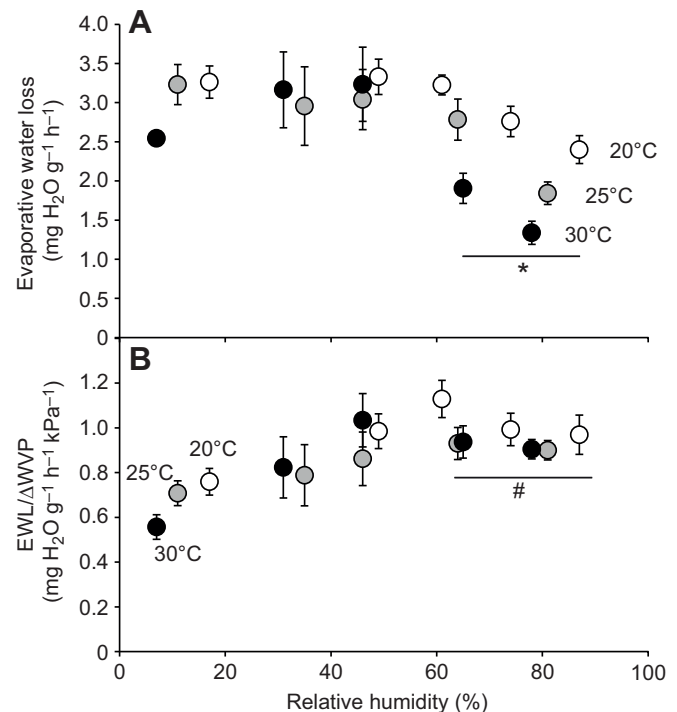 A
4.0
3.5
3.0
2.5
2.0
1.5
1.0
0.5
0
Evaporative water loss
(mg H₂O g⁻¹ h⁻¹)
20°C
25°C
30°C
*
B
1.2
1.0
0.8
0.6
0.4
0.2
0
EWL/ΔWVP
(mg H₂O g⁻¹ h⁻¹ kPa⁻¹)
25°C
20°C
30°C
#
0 20 40 60 80 100
Relative humidity (%)